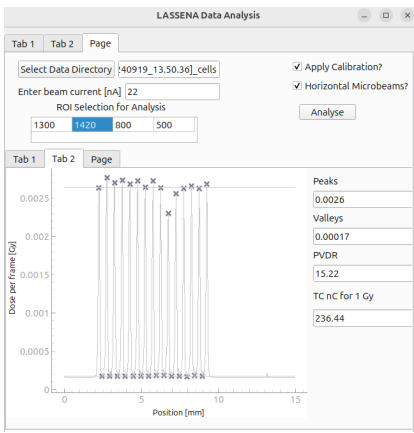 LASSENA Data Analysis
Tab 1 Tab 2 Page
Select Data Directory 240919_13.50.36]_cells
Apply Calibration?
Enter beam current [nA] 22
Horizontal Microbeams?
ROI Selection for Analysis
1300 1420 800 500
Analyse
Tab 1 Tab 2 Page
Peaks
0.0026
Valleys
0.00017
PVDR
15.22
TC nC for 1 Gy
236.44
Dose per frame [Gy]
0.0025
0.002
0.0015
0.001
0.0005
0
0 5 10 15
Position [mm]